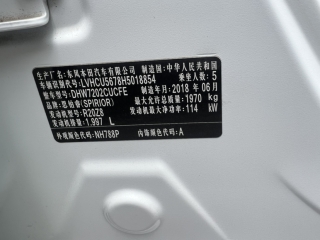 生产厂名: 东风本田汽车有限公司 制造国: 中华人民共和国
车辆识别代号: LVHCU5678H5018854 乘坐人数: 5
整车型号: DHW7202CUCFE 制造年月: 2018 年 06 月
品牌: 思铂睿(SPIRIOR) 最大允许总质量: 1970 kg
发动机型号: R20Z8 发动机最大净功率: 114 kW
发动机排量: 1.997 L
外观颜色代号: NH788P 内饰颜色代号: A